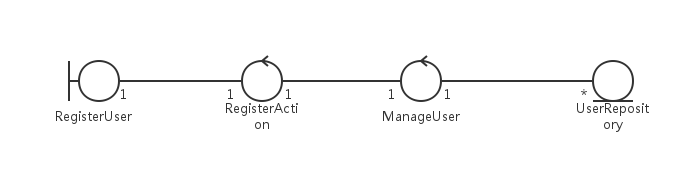 1 1 1 1 1 *
RegisterUser
RegisterActi
on
ManageUser
UserReposit
ory